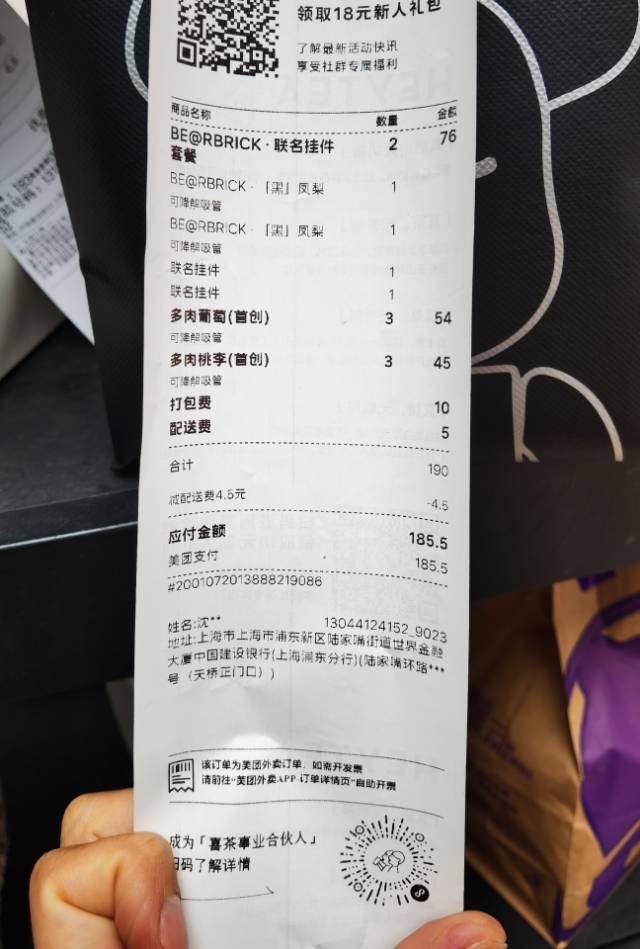 领取18元新人礼包
了解最新活动快讯
享受社群专属福利
商品名称 数量 金额
BE@RBRICK·联名挂件 2 76
套餐
BE@RBRICK·「黑」凤梨 1
可降解吸管
BE@RBRICK·「黑」凤梨 1
可降解吸管
联名挂件 1
联名挂件 1
多肉葡萄(首创) 3 54
可降解吸管
多肉桃李(首创) 3 45
可降解吸管
打包费 10
配送费 5
合计 190
减配送费4.5元 -4.5
应付金额 185.5
美团支付 185.5
#2001072013888219086
姓名:沈** 13044124152_9023
地址:上海市上海市浦东新区陆家嘴街道世界金融
大厦中国建设银行(上海浦东分行)(陆家嘴环路***
号（天桥正门口）)
该订单为美团外卖订单，如需开发票
请前往"美团外卖APP-订单详情页"自助开票
成为「喜茶事业合伙人」
扫码了解详情